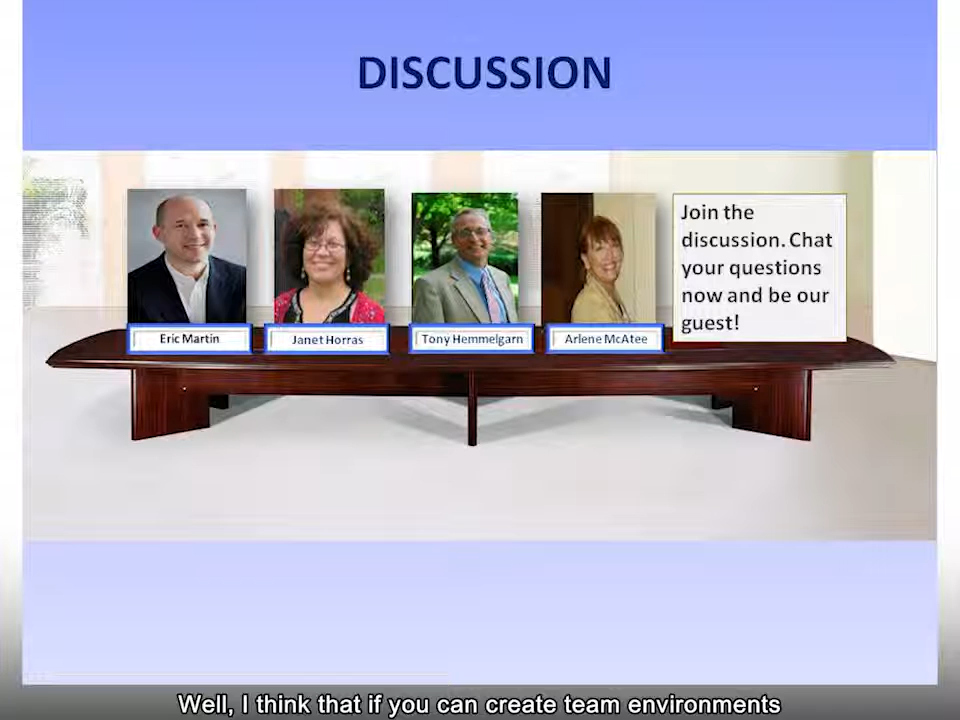 DISCUSSION
Join the
discussion. Chat
your questions
now and be our
guest!
Eric Martin
Janet Horras
Tony Hemmelgarn
Arlene McAtee
Well, I think that if you can create team environments